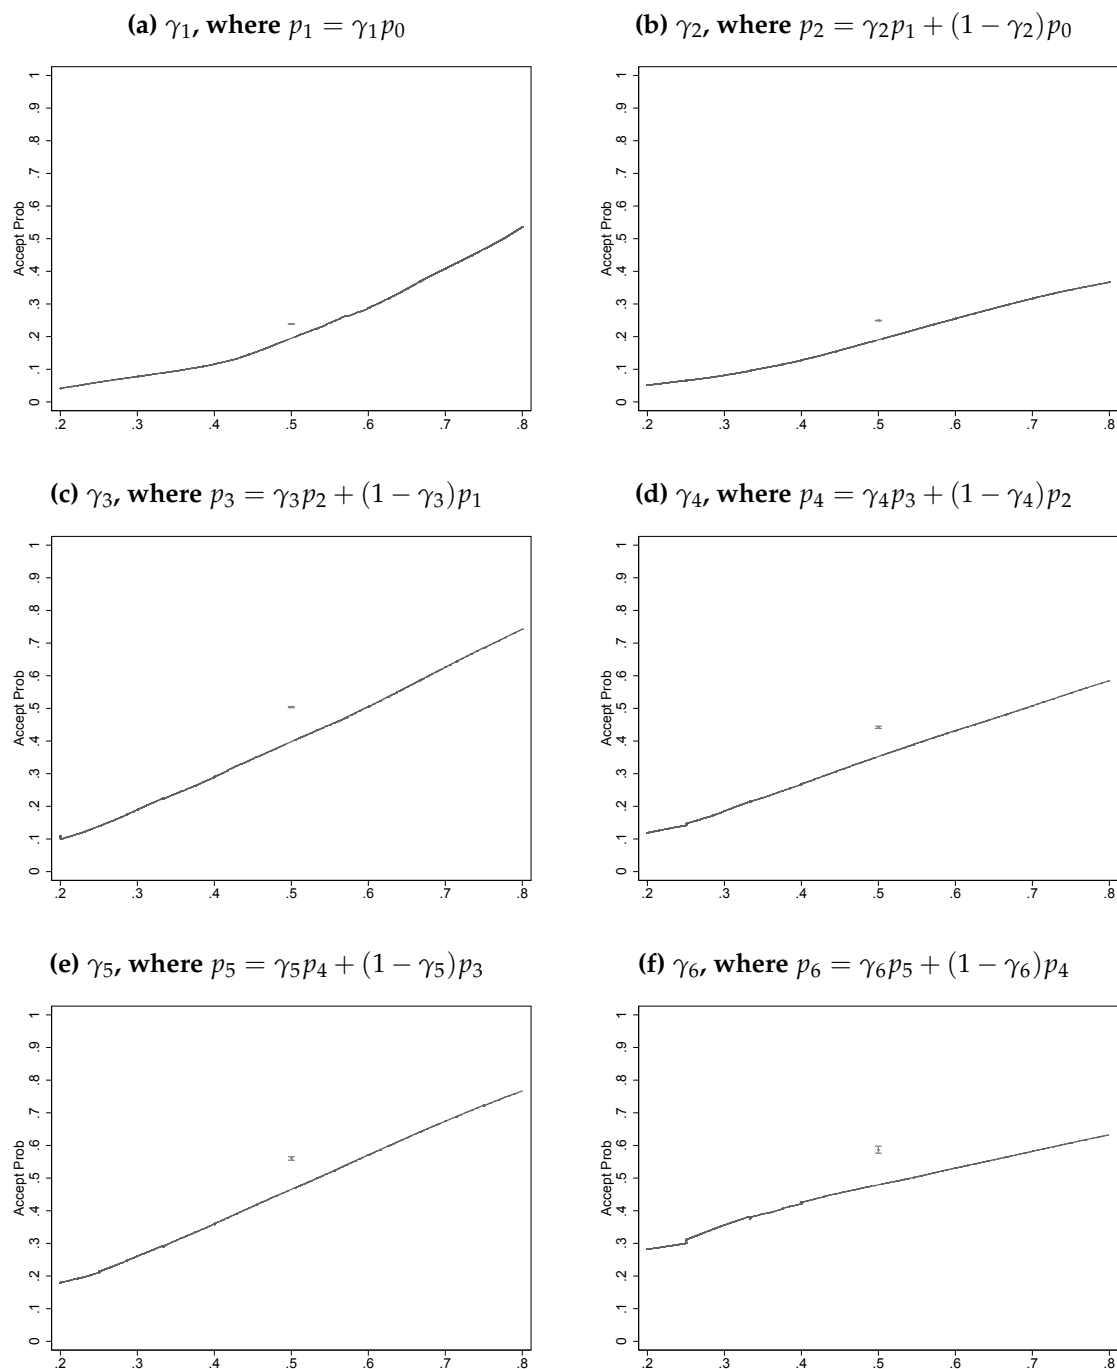 (a) γ₁, where p₁ = γ₁p₀
(b) γ₂, where p₂ = γ₂p₁ + (1 − γ₂)p₀
Accept Prob
0 .1 .2 .3 .4 .5 .6 .7 .8 .9 1
.2 .3 .4 .5 .6 .7 .8
Accept Prob
0 .1 .2 .3 .4 .5 .6 .7 .8 .9 1
.2 .3 .4 .5 .6 .7 .8
(c) γ₃, where p₃ = γ₃p₂ + (1 − γ₃)p₁
(d) γ₄, where p₄ = γ₄p₃ + (1 − γ₄)p₂
Accept Prob
0 .1 .2 .3 .4 .5 .6 .7 .8 .9 1
.2 .3 .4 .5 .6 .7 .8
Accept Prob
0 .1 .2 .3 .4 .5 .6 .7 .8 .9 1
.2 .3 .4 .5 .6 .7 .8
(e) γ₅, where p₅ = γ₅p₄ + (1 − γ₅)p₃
(f) γ₆, where p₆ = γ₆p₅ + (1 − γ₆)p₄
Accept Prob
0 .1 .2 .3 .4 .5 .6 .7 .8 .9 1
.2 .3 .4 .5 .6 .7 .8
Accept Prob
0 .1 .2 .3 .4 .5 .6 .7 .8 .9 1
.2 .3 .4 .5 .6 .7 .8